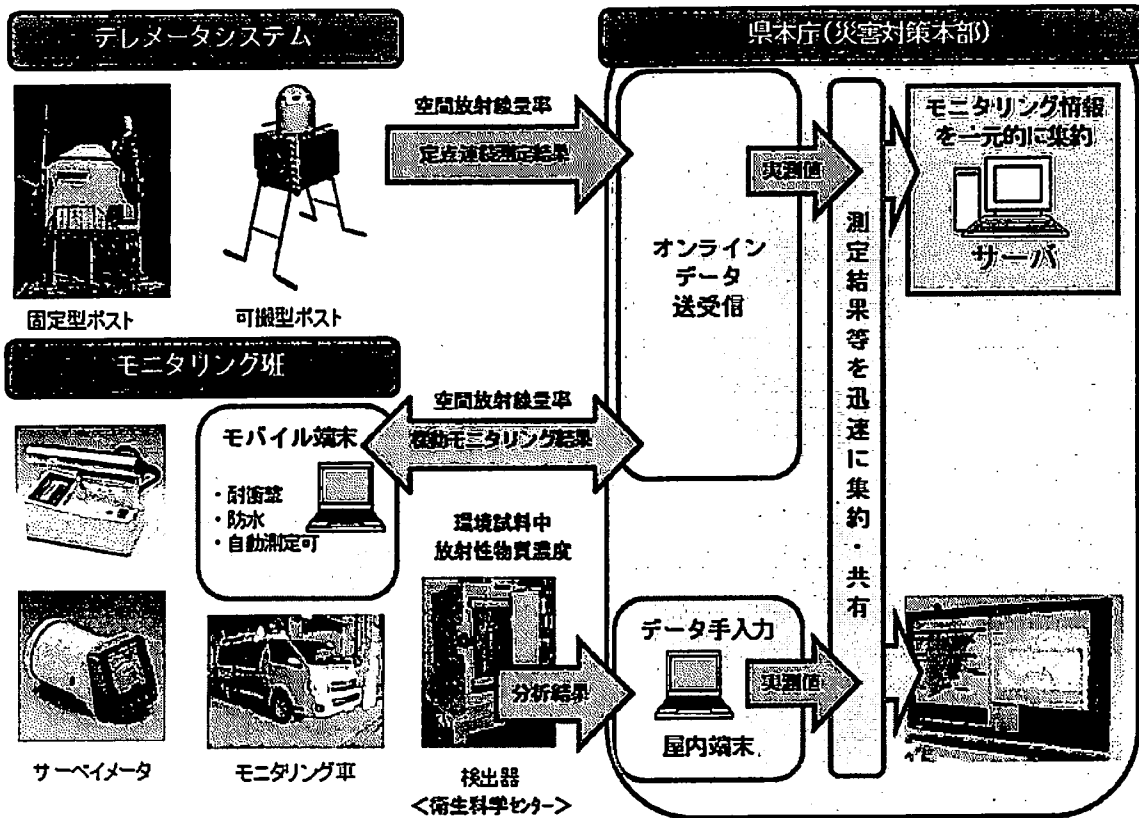 テレメータシステム
県本庁(災害対策本部)
空間放射線量率
定点連続測定結果
実測値
モニタリング情報
を一元的に集約
サーバ
オンライン
データ
送受信
測定結果等を迅速に集約・共有
固定型ポスト
可搬型ポスト
モニタリング班
空間放射線量率
機動モニタリング結果
モバイル端末
・耐衝撃
・防水
・自動測定可
環境試料中
放射性物質濃度
分析結果
データ手入力
屋内端末
実測値
サーベイメータ
モニタリング車
検出器
<衛生科学センター>